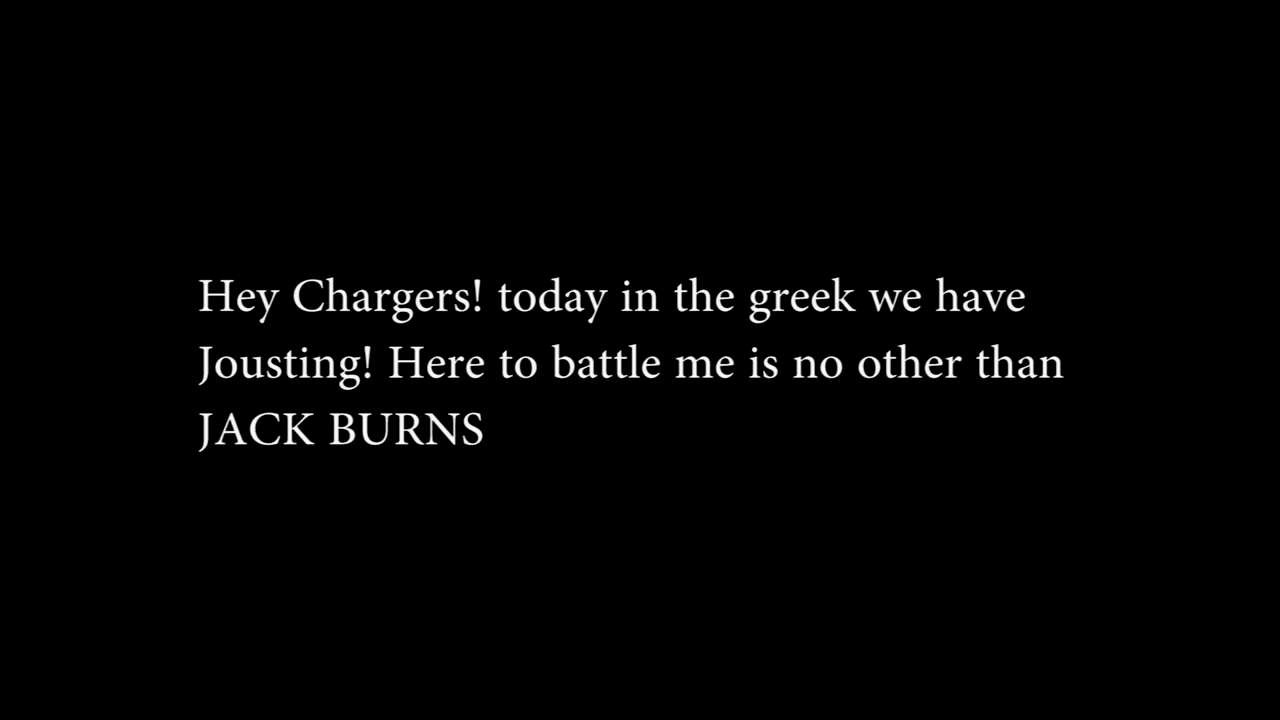 Hey Chargers! today in the greek we have
Jousting! Here to battle me is no other than
JACK BURNS